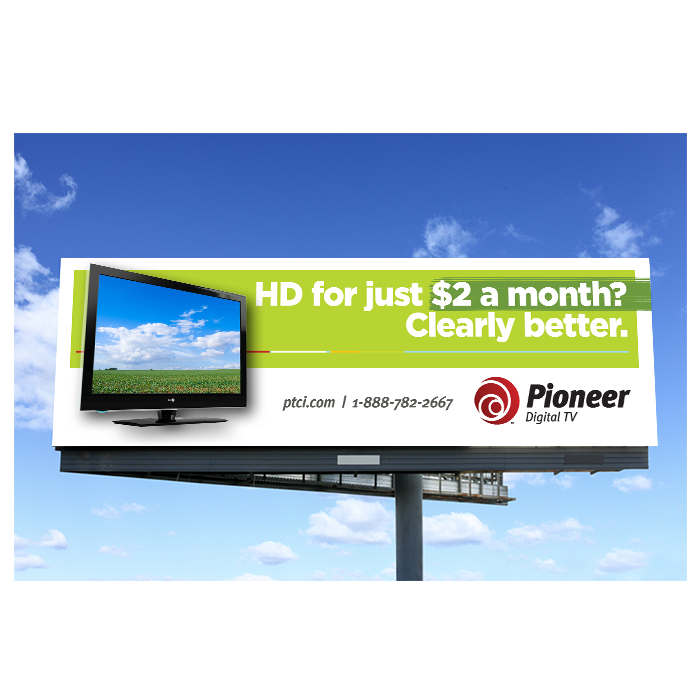 HD for just $2 a month?
Clearly better.
ptci.com | 1-888-782-2667
Pioneer
Digital TV